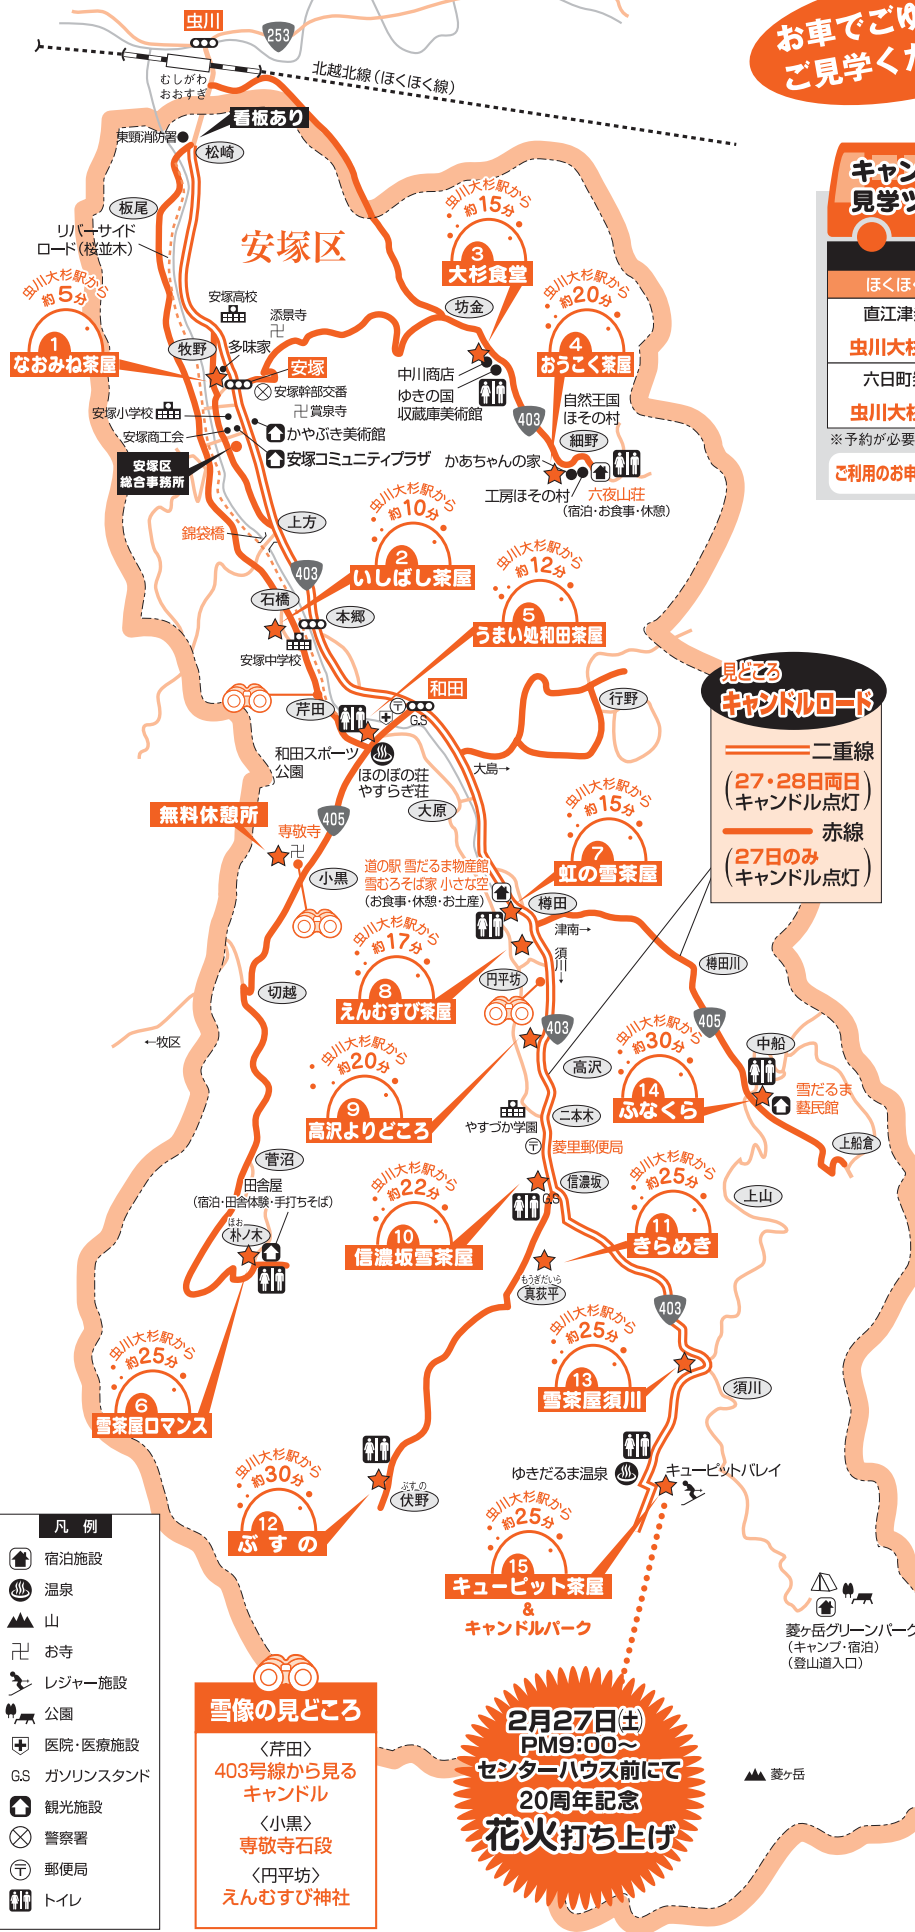 虫川
253
北越北線（ほくほく線）
むしがわ
おおすぎ
お車でご
ご見学く
看板あり
東頸消防署
松崎
キャン
見学ツ
ほくほ
直江津
虫川大
六日町
虫川大
※予約が必要
ご利用のお申
板尾
リバーサイド
ロード（桜並木）
安塚区
虫川大杉駅から
約15分
3
大杉食堂
虫川大杉駅から
約5分
1
なおみね茶屋
安塚高校
添景寺
多味家
牧野
安塚
坊金
虫川大杉駅から
約20分
4
おうこく茶屋
中川商店
ゆきの国
収蔵庫美術館
403
自然王国
ほその村
細野
安塚幹部交番
賞泉寺
安塚小学校
安塚商工会
かやぶき美術館
安塚コミュニティプラザ
安塚区
総合事務所
かあちゃんの家
工房ほその村
六夜山荘
（宿泊・お食事・休憩）
錦袋橋
上方
虫川大杉駅から
約10分
2
いしばし茶屋
403
石橋
本郷
安塚中学校
虫川大杉駅から
約12分
5
うまい処和田茶屋
和田
芹田
G.S
行野
大島→
和田スポーツ
公園
ほのぼの荘
やすらぎ荘
405
大原
見どころ
キャンドルロード
二重線
（27・28日両日
キャンドル点灯）
赤線
（27日のみ
キャンドル点灯）
無料休憩所
専敬寺
小黒
道の駅 雪だるま物産館
雪むろそば家 小さな空
（お食事・休憩・お土産）
虫川大杉駅から
約15分
7
虹の雪茶屋
樽田
津南→
須川→
樽田川
虫川大杉駅から
約17分
8
えんむすび茶屋
円平坊
403
405
切越
←牧区
虫川大杉駅から
約20分
9
高沢よりどころ
高沢
虫川大杉駅から
約30分
14
ふなくら
中船
雪だるま
藝民館
上船倉
二本木
やすづか学園
菱里郵便局
菅沼
田舎屋
（宿泊・田舎体験・手打ちそば）
ほお
朴ノ木
虫川大杉駅から
約22分
10
信濃坂雪茶屋
信濃坂
G.S
虫川大杉駅から
約25分
11
きらめき
上山
もうぎだいら
真荻平
403
虫川大杉駅から
約25分
6
雪茶屋ロマンス
虫川大杉駅から
約25分
13
雪茶屋須川
須川
虫川大杉駅から
約30分
12
ぶすの
ぶすの
伏野
ゆきだるま温泉
キューピットバレイ
虫川大杉駅から
約25分
15
キューピット茶屋
&
キャンドルパーク
凡 例
宿泊施設
温泉
山
お寺
レジャー施設
公園
医院・医療施設
G.S ガソリンスタンド
観光施設
警察署
郵便局
トイレ
雪像の見どころ
〈芹田〉
403号線から見る
キャンドル
〈小黒〉
専敬寺石段
〈円平坊〉
えんむすび神社
2月27日(土)
PM9:00～
センターハウス前にて
20周年記念
花火打ち上げ
菱ヶ岳グリーンパーク
（キャンプ・宿泊）
（登山道入口）
菱ヶ岳